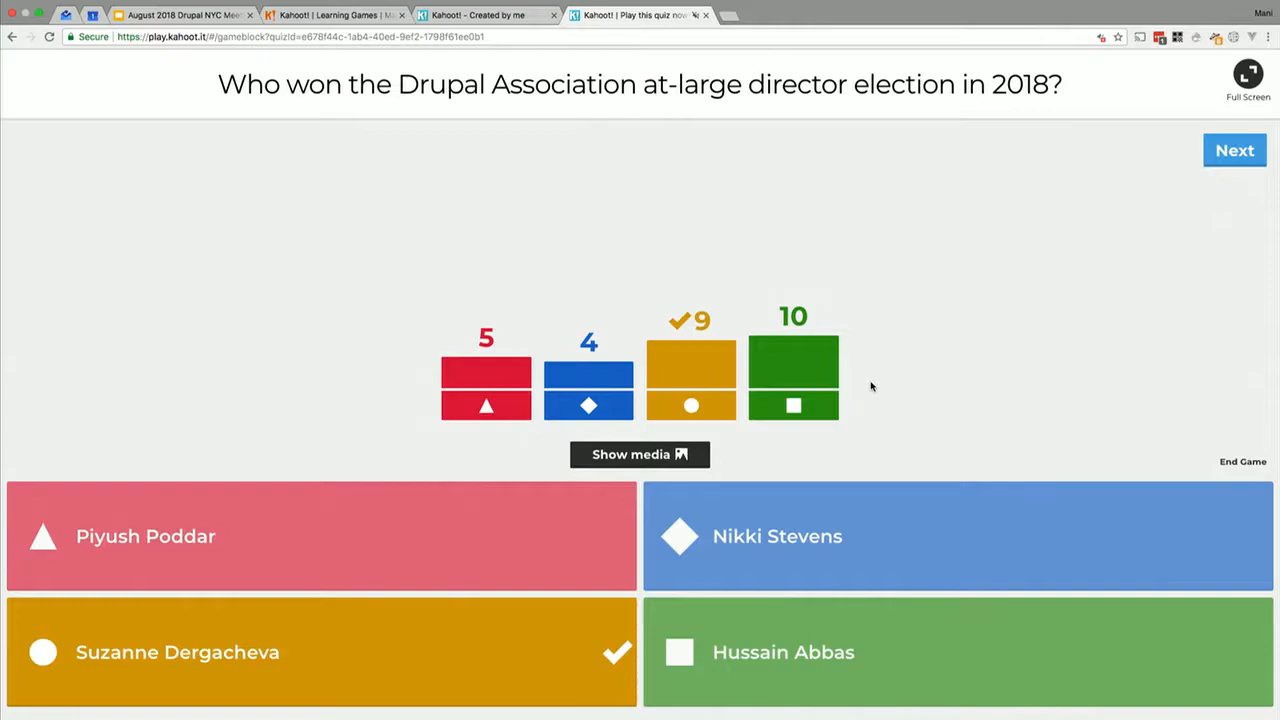 August 2018 Drupal NYC Mee
Kahoot! | Learning Games | Ma
Kahoot! - Created by me
Kahoot! | Play this quiz now
Mani
Secure
https://play.kahoot.it/#/gameblock?quizId=e678f44c-1ab4-40ed-9ef2-1798f61ee0b1
Who won the Drupal Association at-large director election in 2018?
Full Screen
Next
5
4
9
10
Show media
End Game
Piyush Poddar
Nikki Stevens
Suzanne Dergacheva
Hussain Abbas